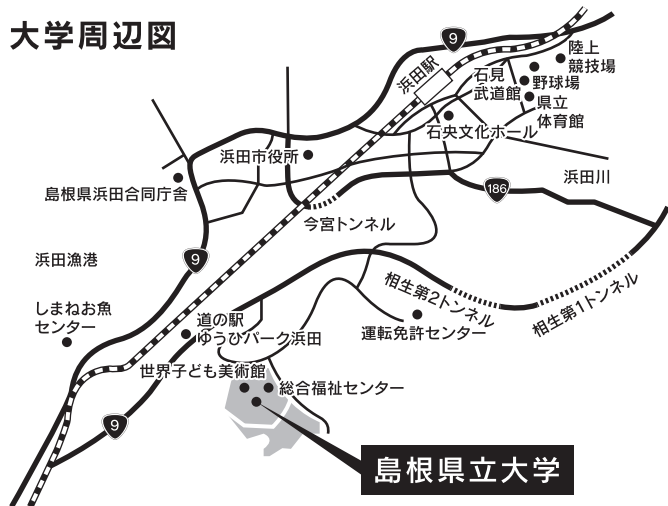 大学周辺図
9
浜田駅
陸上
競技場
石見
武道館
野球場
県立
体育館
石央文化ホール
浜田市役所
島根県浜田合同庁舎
186
浜田川
今宮トンネル
浜田漁港
9
相生第2トンネル
相生第1トンネル
しまねお魚
センター
道の駅
ゆうひパーク浜田
運転免許センター
世界子ども美術館
総合福祉センター
9
島根県立大学